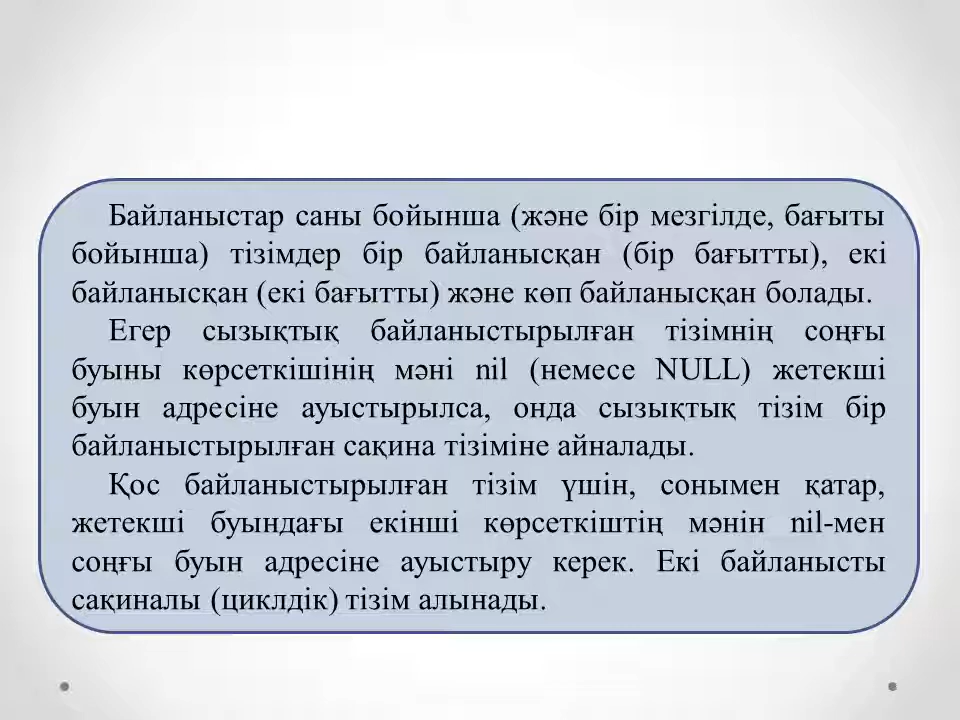 Байланыстар саны бойынша (және бір мезгілде, бағыты
бойынша) тізімдер бір байланысқан (бір бағытты), екі
байланысқан (екі бағытты) және көп байланысқан болады.
Егер сызықтық байланыстырылған тізімнің соңғы
буыны көрсеткішінің мәні nil (немесе NULL) жетекші
буын адресіне ауыстырылса, онда сызықтық тізім бір
байланыстырылған сақина тізіміне айналады.
Қос байланыстырылған тізім үшін, сонымен қатар,
жетекші буындағы екінші көрсеткіштің мәнін nil-мен
соңғы буын адресіне ауыстыру керек. Екі байланысты
сақиналы (циклдік) тізім алынады.